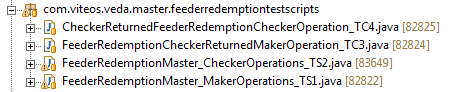 com.viteos.veda.master.feederredemptiontestscripts
CheckerReturnedFeederRedemptionCheckerOperation_TC4.java [82825]
FeederRedemptionCheckerReturnedMakerOperation_TC3.java [82824]
FeederRedemptionMaster_CheckerOperations_TS2.java [83649]
FeederRedemptionMaster_MakerOperations_TS1.java [82822]